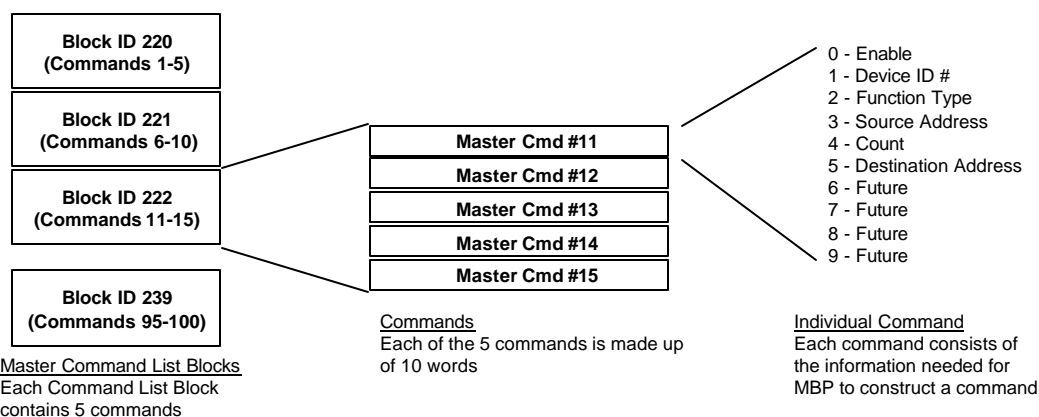 Block ID 220
(Commands 1-5)
Block ID 221
(Commands 6-10)
Block ID 222
(Commands 11-15)
Block ID 239
(Commands 95-100)
Master Command List Blocks
Each Command List Block
contains 5 commands
Master Cmd #11
Master Cmd #12
Master Cmd #13
Master Cmd #14
Master Cmd #15
Commands
Each of the 5 commands is made up
of 10 words
0 - Enable
1 - Device ID #
2 - Function Type
3 - Source Address
4 - Count
5 - Destination Address
6 - Future
7 - Future
8 - Future
9 - Future
Individual Command
Each command consists of
the information needed for
MBP to construct a command